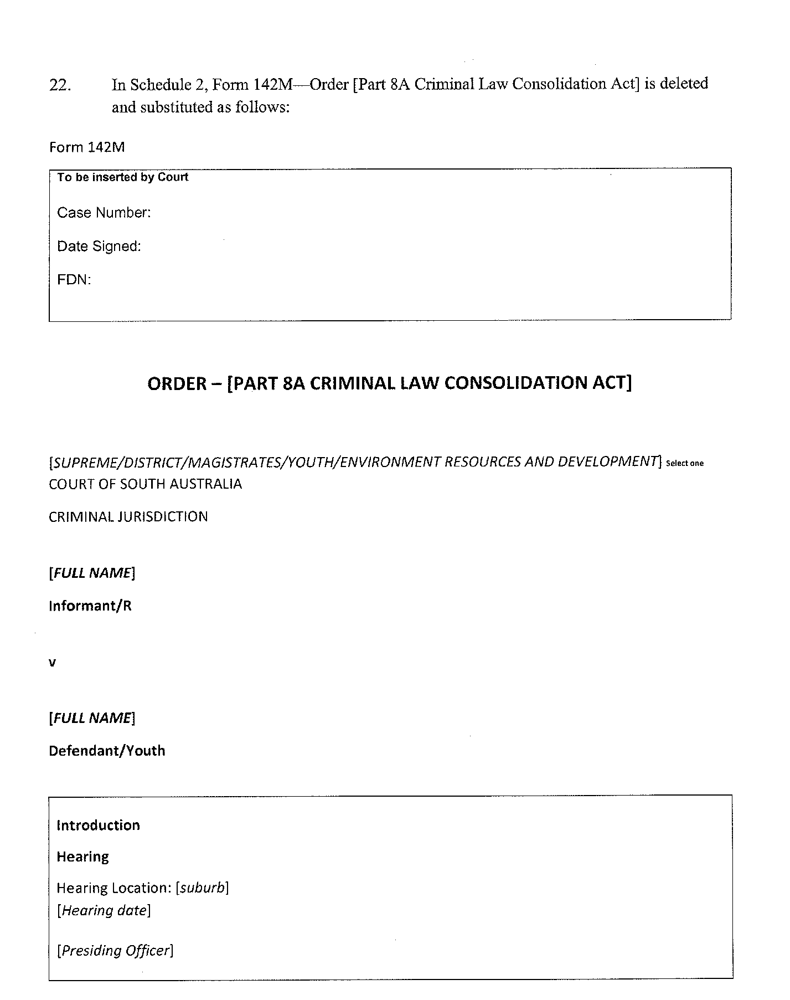 22. In Schedule 2, Form 142M—Order [Part 8A Criminal Law Consolidation Act] is deleted
and substituted as follows:
Form 142M
To be inserted by Court
Case Number:
Date Signed:
FDN:
ORDER – [PART 8A CRIMINAL LAW CONSOLIDATION ACT]
[SUPREME/DISTRICT/MAGISTRATES/YOUTH/ENVIRONMENT RESOURCES AND DEVELOPMENT] Select one
COURT OF SOUTH AUSTRALIA
CRIMINAL JURISDICTION
[FULL NAME]
Informant/R
v
[FULL NAME]
Defendant/Youth
Introduction
Hearing
Hearing Location: [suburb]
[Hearing date]
[Presiding Officer]